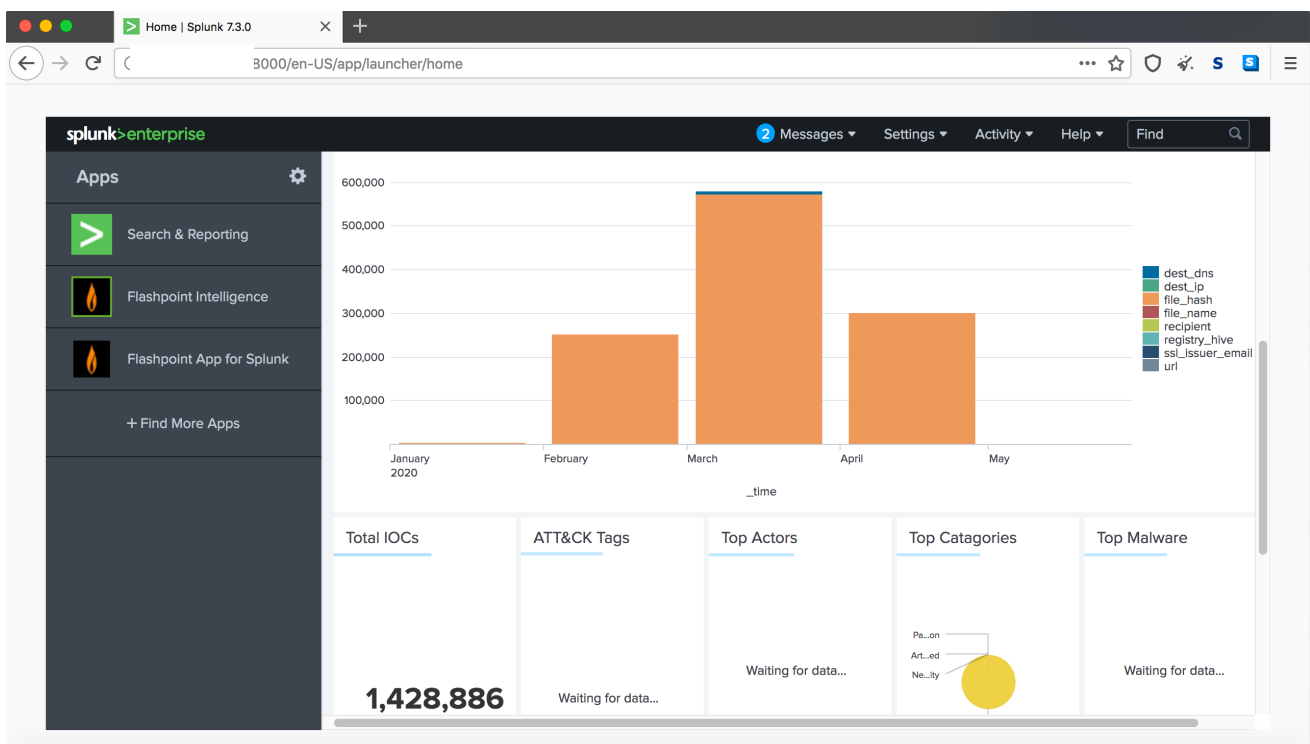 Home | Splunk 7.3.0
8000/en-US/app/launcher/home
splunk>enterprise
2 Messages
Settings
Activity
Help
Find
Apps
Search & Reporting
Flashpoint Intelligence
Flashpoint App for Splunk
+ Find More Apps
600,000
500,000
400,000
300,000
200,000
100,000
January
2020
February
March
April
May
_time
dest_dns
dest_ip
file_hash
file_name
recipient
registry_hive
ssl_issuer_email
url
Total IOCs
ATT&CK Tags
Top Actors
Top Catagories
Top Malware
1,428,886
Waiting for data...
Waiting for data...
Pa...on
Art...ed
Ne...ity
Waiting for data...